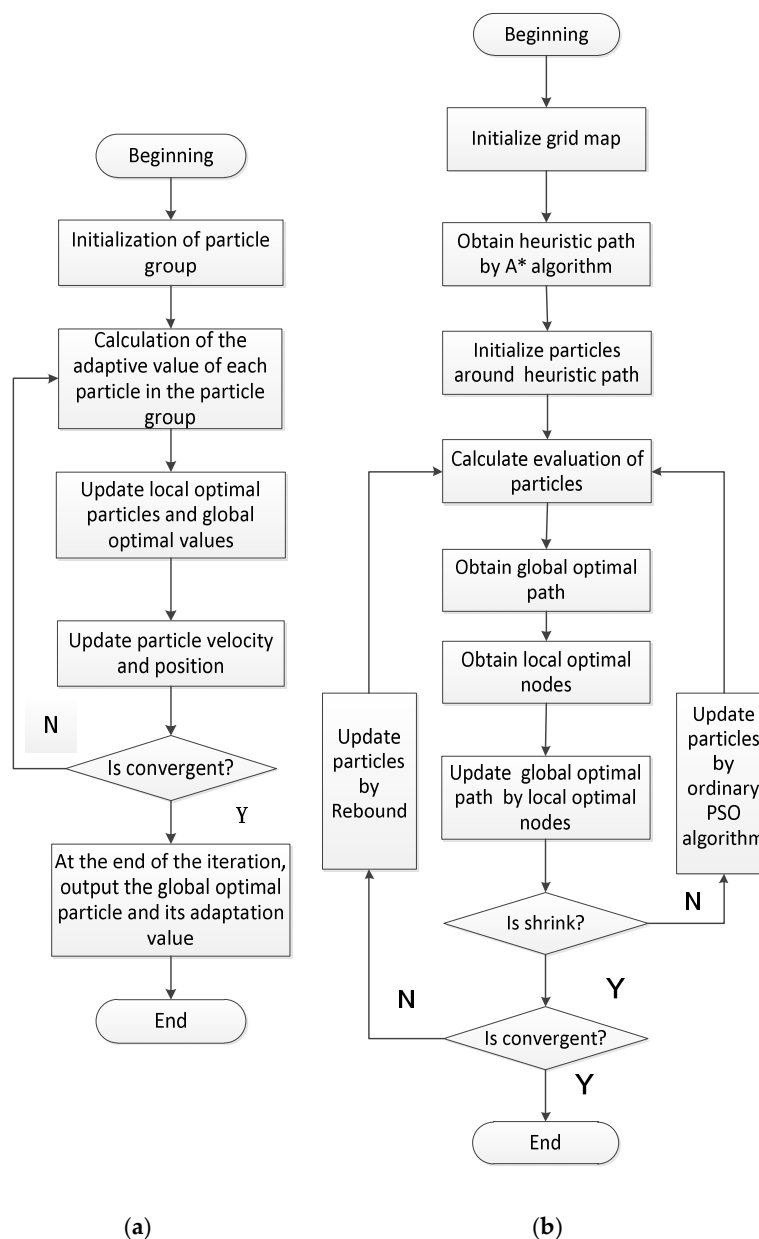 Beginning
Initialization of particle
group
Calculation of the
adaptive value of each
particle in the particle
group
Update local optimal
particles and global
optimal values
Update particle velocity
and position
N
Is convergent?
Y
At the end of the iteration,
output the global optimal
particle and its adaptation
value
End
(a)
Beginning
Initialize grid map
Obtain heuristic path
by A* algorithm
Initialize particles
around heuristic path
Calculate evaluation of
particles
Obtain global optimal
path
Obtain local optimal
nodes
Update global optimal
path by local optimal
nodes
Update
particles
by
Rebound
Update
particles
by
ordinary
PSO
algorithm
Is shrink?
N
Y
N
Is convergent?
Y
End
(b)